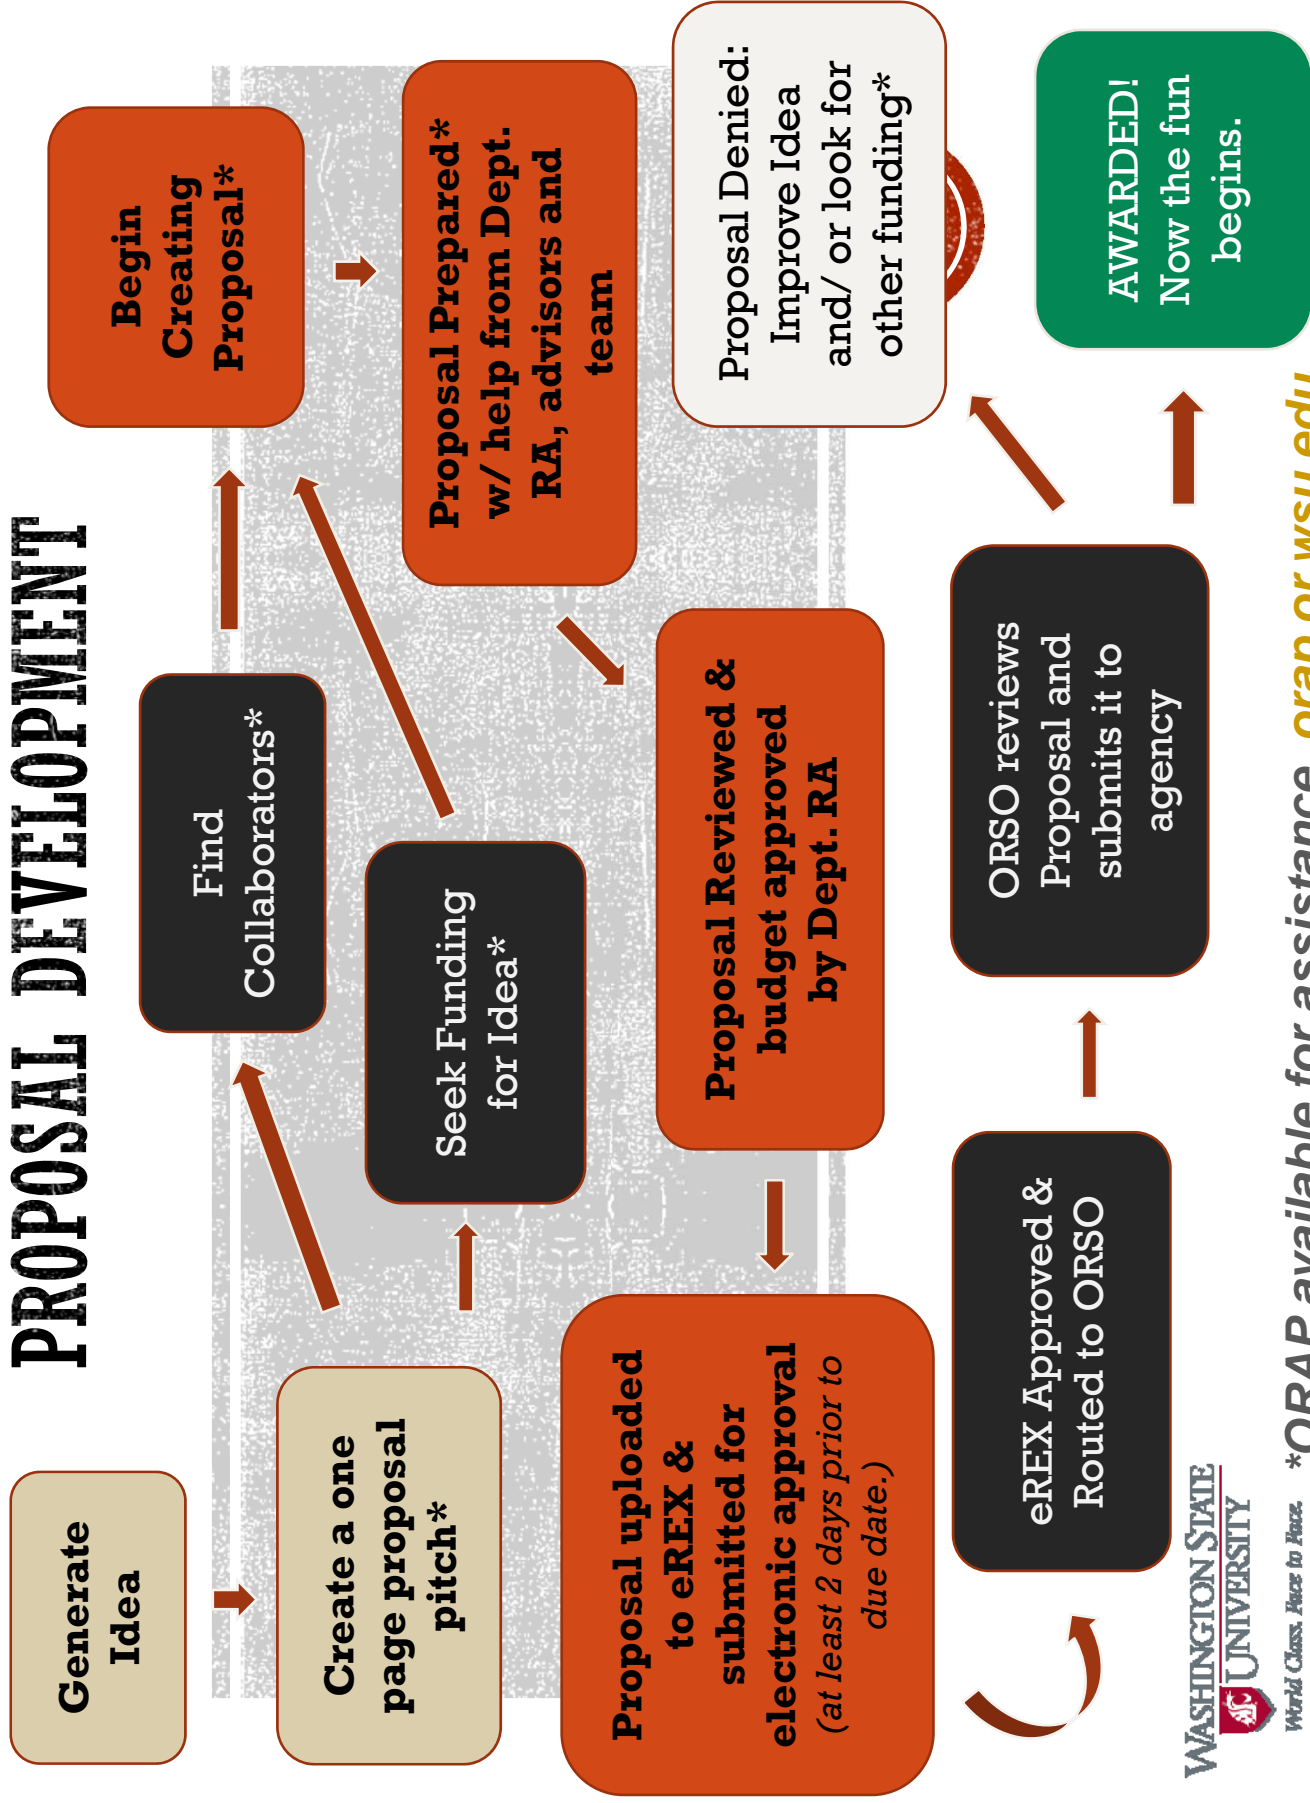 PROPOSAL DEVELOPMENT
Generate
Idea
Create a one
page proposal
pitch*
Find
Collaborators*
Seek Funding
for Idea*
Begin
Creating
Proposal*
Proposal Prepared*
w/ help from Dept.
RA, advisors and
team
Proposal Reviewed &
budget approved
by Dept. RA
Proposal uploaded
to eREX &
submitted for
electronic approval
(at least 2 days prior to
due date.)
eREX Approved &
Routed to ORSO
ORSO reviews
Proposal and
submits it to
agency
Proposal Denied:
Improve Idea
and/ or look for
other funding*
AWARDED!
Now the fun
begins.
WASHINGTON STATE
UNIVERSITY
World Class. Face to Face.
*ORAP available for assistance orap.or.wsu.edu